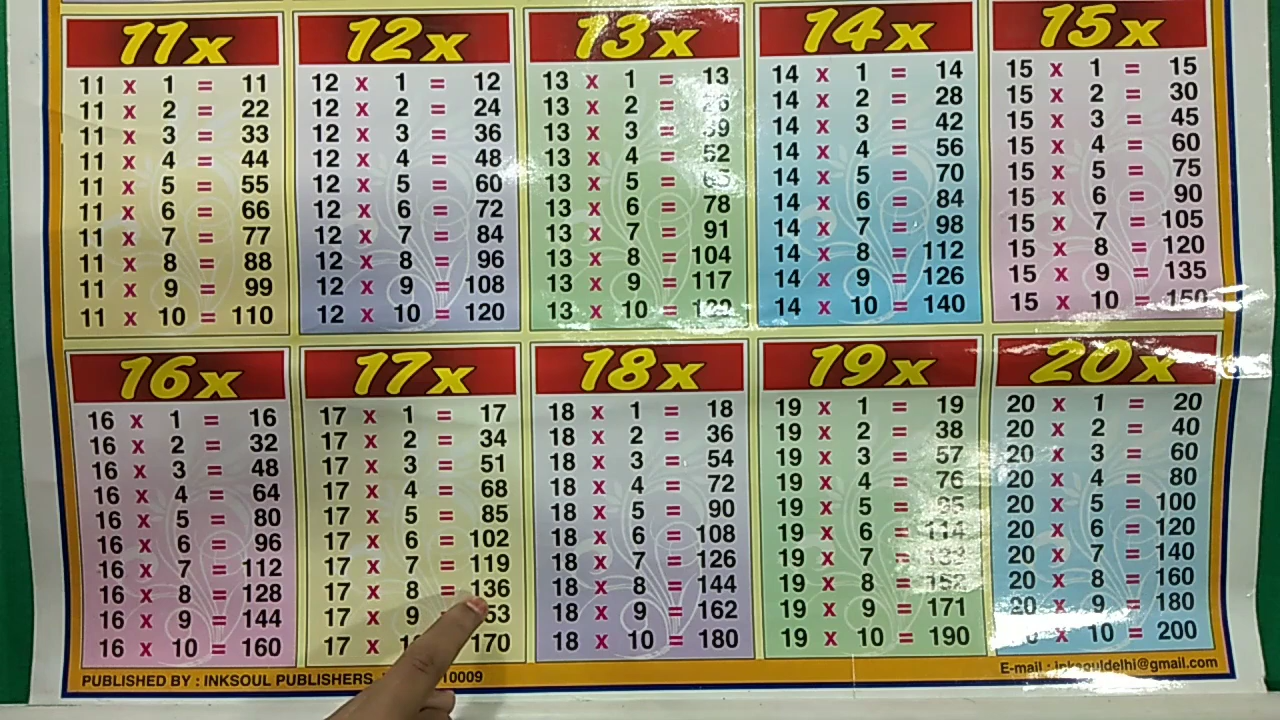 11x
11 x 1 = 11
11 x 2 = 22
11 x 3 = 33
11 x 4 = 44
11 x 5 = 55
11 x 6 = 66
11 x 7 = 77
11 x 8 = 88
11 x 9 = 99
11 x 10 = 110
12x
12 x 1 = 12
12 x 2 = 24
12 x 3 = 36
12 x 4 = 48
12 x 5 = 60
12 x 6 = 72
12 x 7 = 84
12 x 8 = 96
12 x 9 = 108
12 x 10 = 120
13x
13 x 1 = 13
13 x 2 = 26
13 x 3 = 39
13 x 4 = 52
13 x 5 = 65
13 x 6 = 78
13 x 7 = 91
13 x 8 = 104
13 x 9 = 117
13 x 10 =
14x
14 x 1 = 14
14 x 2 = 28
14 x 3 = 42
14 x 4 = 56
14 x 5 = 70
14 x 6 = 84
14 x 7 = 98
14 x 8 = 112
14 x 9 = 126
14 x 10 = 140
15x
15 x 1 = 15
15 x 2 = 30
15 x 3 = 45
15 x 4 = 60
15 x 5 = 75
15 x 6 = 90
15 x 7 = 105
15 x 8 = 120
15 x 9 = 135
15 x 10 = 150
16x
16 x 1 = 16
16 x 2 = 32
16 x 3 = 48
16 x 4 = 64
16 x 5 = 80
16 x 6 = 96
16 x 7 = 112
16 x 8 = 128
16 x 9 = 144
16 x 10 = 160
17x
17 x 1 = 17
17 x 2 = 34
17 x 3 = 51
17 x 4 = 68
17 x 5 = 85
17 x 6 = 102
17 x 7 = 119
17 x 8 = 136
17 x 9
17 x 170
18x
18 x 1 = 18
18 x 2 = 36
18 x 3 = 54
18 x 4 = 72
18 x 5 = 90
18 x 6 = 108
18 x 7 = 126
18 x 8 = 144
18 x 9 = 162
18 x 10 = 180
19x
19 x 1 = 19
19 x 2 = 38
19 x 3 = 57
19 x 4 = 76
19 x 5 = 95
19 x 6 = 114
19 x 7 =
19 x 8 = 152
19 x 9 = 171
19 x 10 = 190
20x
20 x 1 = 20
20 x 2 = 40
20 x 3 = 60
20 x 4 = 80
20 x 5 = 100
20 x 6 = 120
20 x 7 = 140
20 x 8 = 160
20 x 9 = 180
x 10 = 200
PUBLISHED BY : INKSOUL PUBLISHERS
E-mail : inksouldelhi@gmail.com